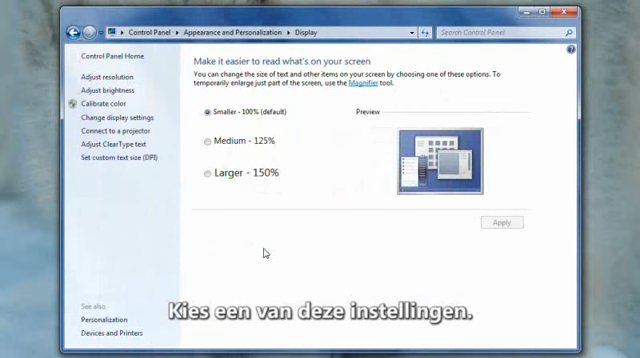 Control Panel ▸ Appearance and Personalization ▸ Display
Search Control Panel
Control Panel Home
Adjust resolution
Adjust brightness
Calibrate color
Change display settings
Connect to a projector
Adjust ClearType text
Set custom text size (DPI)
See also
Personalization
Devices and Printers
Make it easier to read what's on your screen
You can change the size of text and other items on your screen by choosing one of these options. To
temporarily enlarge just part of the screen, use the Magnifier tool.
Smaller - 100% (default)
Preview
Medium - 125%
Larger - 150%
Apply
Kies een van deze instellingen.